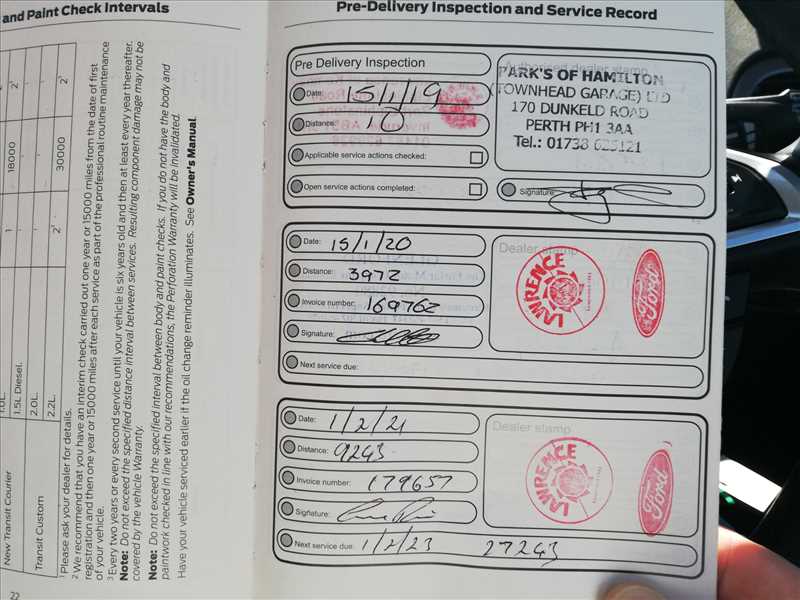 and Paint Check Intervals
1.0L
2¹
18000
1
30000
2¹
New Transit Courier
1.5L Diesel.
Transit Custom
2.0L
2.2L
¹ Please ask your dealer for details.
² We recommend that you have an interim check carried out one year or 15000 miles from the date of first
registration and then one year or 15000 miles after each service as part of the professional routine maintenance
of your vehicle.
³ Every two years or every second service until your vehicle is six years old and then at least every year thereafter.
Note: Do not exceed the specified distance interval between services. Resulting component damage may not be
covered by the vehicle Warranty.
Note: Do not exceed the specified interval between body and paint checks. If you do not have the body and
paintwork checked in line with our recommendations, the Perforation Warranty will be invalidated.
Have your vehicle serviced earlier if the oil change reminder illuminates. See Owner's Manual.
22
Pre-Delivery Inspection and Service Record
Pre Delivery Inspection
Date: 15/1/19
Distance: 10
Applicable service actions checked:
Open service actions completed:
Authorised dealer stamp
PARK'S OF HAMILTON
(TOWNHEAD GARAGE) LTD
170 DUNKELD ROAD
PERTH PH1 3AA
Tel.: 01738 625121
Signature:
Date: 15/1/20
Distance: 3972
Invoice number: 169762
Signature:
Next service due:
Dealer stamp
LAWRENCE
Ford
Date: 1/2/21
Distance: 9243
Invoice number: 179657
Signature:
Next service due: 1/2/23 27243
Dealer stamp
LAWRENCE
Ford